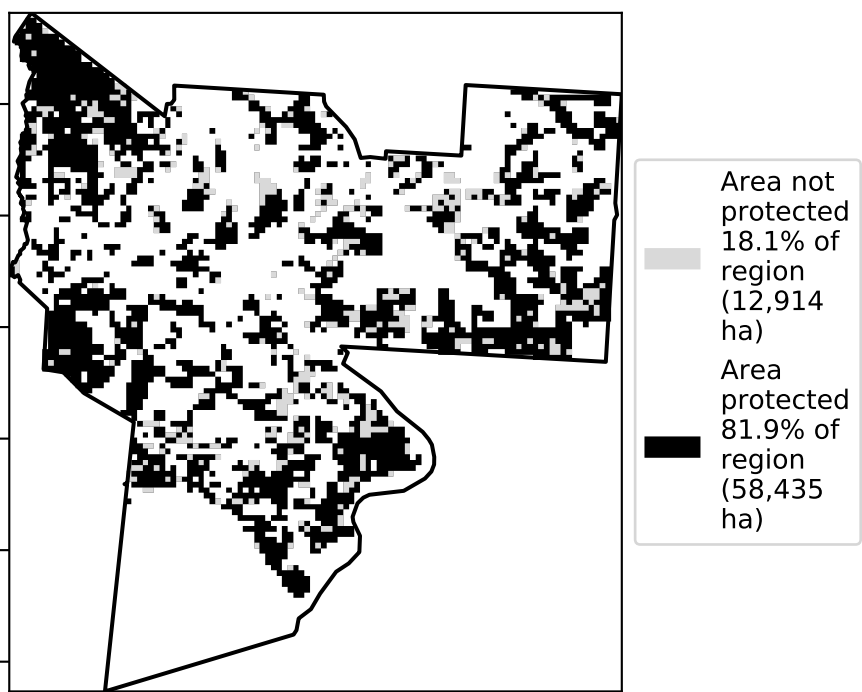 Area not
protected
18.1% of
region
(12,914
ha)
Area
protected
81.9% of
region
(58,435
ha)